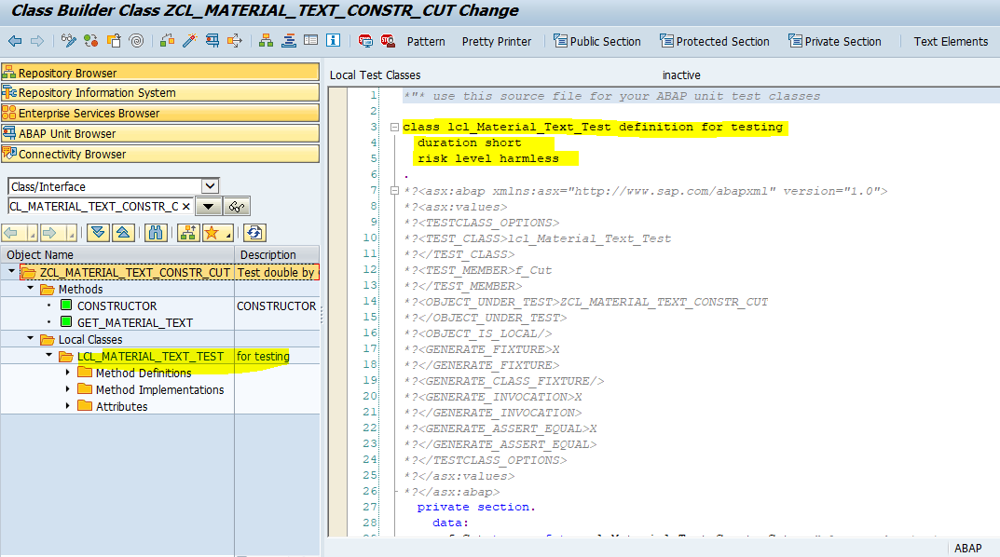 Class Builder Class ZCL_MATERIAL_TEXT_CONSTR_CUT Change
Pattern Pretty Printer Public Section Protected Section Private Section Text Elements
Repository Browser
Repository Information System
Enterprise Services Browser
ABAP Unit Browser
Connectivity Browser
Class/Interface
CL_MATERIAL_TEXT_CONSTR_C
Object Name Description
ZCL_MATERIAL_TEXT_CONSTR_CUT Test double by
Methods
CONSTRUCTOR CONSTRUCTOR
GET_MATERIAL_TEXT
Local Classes
LCL_MATERIAL_TEXT_TEST for testing
Method Definitions
Method Implementations
Attributes
Local Test Classes inactive
1 *"* use this source file for your ABAP unit test classes
2
3 class lcl_Material_Text_Test definition for testing
4 duration short
5 risk level harmless
6 .
7 *?<asx:abap xmlns:asx="http://www.sap.com/abapxml" version="1.0">
8 *?<asx:values>
9 *?<TESTCLASS_OPTIONS>
10 *?<TEST_CLASS>lcl_Material_Text_Test
11 *?</TEST_CLASS>
12 *?<TEST_MEMBER>f_Cut
13 *?</TEST_MEMBER>
14 *?<OBJECT_UNDER_TEST>ZCL_MATERIAL_TEXT_CONSTR_CUT
15 *?</OBJECT_UNDER_TEST>
16 *?<OBJECT_IS_LOCAL/>
17 *?<GENERATE_FIXTURE>X
18 *?</GENERATE_FIXTURE>
19 *?<GENERATE_CLASS_FIXTURE/>
20 *?<GENERATE_INVOCATION>X
21 *?</GENERATE_INVOCATION>
22 *?<GENERATE_ASSERT_EQUAL>X
23 *?</GENERATE_ASSERT_EQUAL>
24 *?</TESTCLASS_OPTIONS>
25 *?</asx:values>
26 *?</asx:abap>
27 private section.
28 data:
ABAP